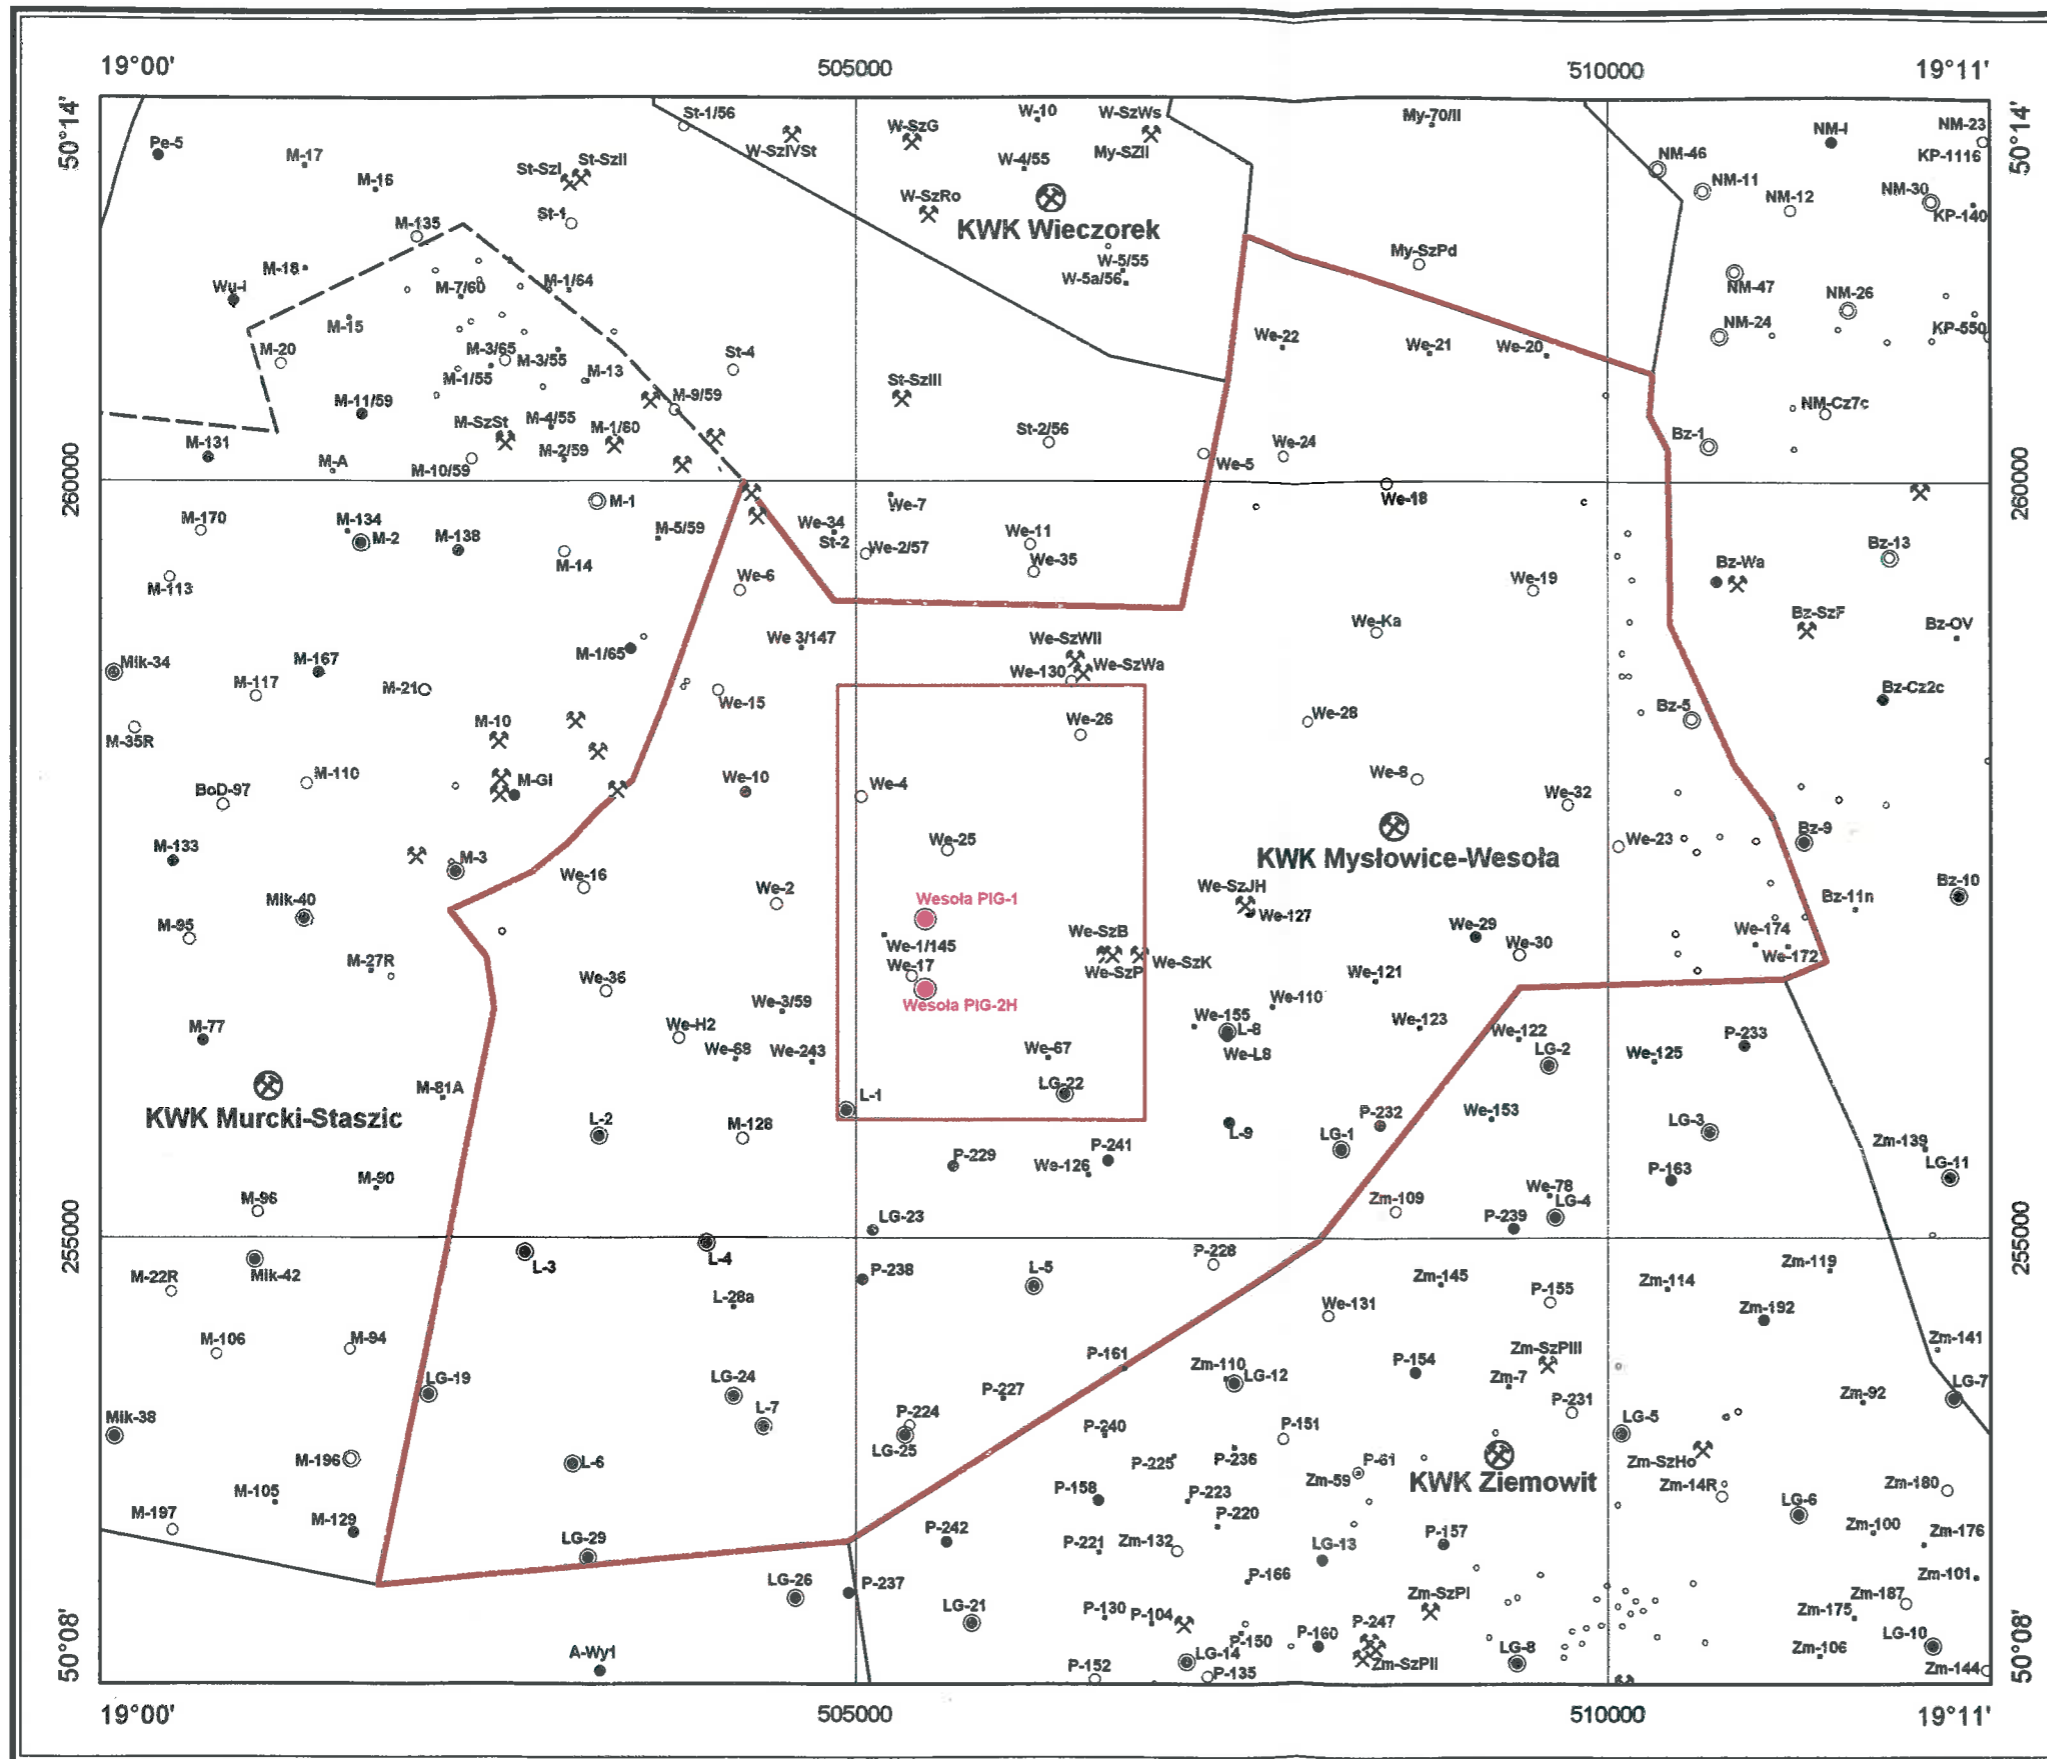 19°00'
505000
510000
19°11'
50°14'
50°14'
Pe-5
M-17
M-16
St-1/56
W-SzIVSt
W-SzG
W-10
W-SzWs
My-SZII
My-70/II
NM-I
NM-23
KP-1116
St-SzI
St-SzII
W-4/55
NM-46
NM-11
NM-12
NM-30
KP-140
M-135
St-1
W-SzRo
KWK Wieczorek
M-18
Wu-I
M-7/60
M-1/64
W-5/55
W-5a/56
My-SzPd
NM-47
NM-26
M-15
M-20
M-3/65
M-3/55
M-1/55
M-13
St-4
We-22
We-21
We-20
NM-24
KP-550
M-11/59
M-9/59
St-SzIII
NM-Cz7c
M-SzSt
M-4/55
M-1/60
M-131
M-A
M-10/59
M-2/59
St-2/56
We-5
We-24
Bz-1
260000
260000
M-170
M-134
M-2
M-138
M-1
M-14
M-5/59
We-34
St-2
We-7
We-2/57
We-11
We-35
We-18
Bz-13
M-113
We-6
We-19
Bz-Wa
Bz-SzF
Bz-OV
Mik-34
M-167
M-1/65
We 3/147
We-SzWII
We-SzWa
We-130
We-Ka
M-117
M-21
We-15
Bz-Cz2c
M-35R
M-10
We-26
We-28
Bz-5
M-110
M-GI
BoD-97
We-10
We-4
We-8
We-32
M-133
M-3
We-25
KWK Mysłowice-Wesoła
We-23
Bz-9
Mik-40
We-16
We-2
Wesoła PIG-1
We-SzJH
We-127
Bz-11n
Bz-10
M-95
M-27R
We-1/145
We-17
We-SzB
We-SzP
We-SzK
We-29
We-30
We-174
We-172
We-36
We-3/59
Wesoła PIG-2H
We-121
We-110
M-77
We-H2
We-68
We-243
We-67
We-155
L-8
We-L8
We-123
We-122
LG-2
We-125
P-233
KWK Murcki-Staszic
M-81A
L-1
LG-22
L-2
M-128
L-9
P-232
We-153
LG-1
LG-3
Zm-139
LG-11
M-90
M-96
P-229
We-126
P-241
P-163
Zm-109
We-78
LG-4
P-239
LG-23
255000
255000
M-22R
Mik-42
L-3
L-4
P-238
L-5
P-228
Zm-145
P-155
Zm-114
Zm-119
L-28a
We-131
Zm-192
M-106
M-94
P-161
Zm-110
LG-12
P-154
Zm-SzPIII
Zm-7
Zm-141
LG-19
LG-24
L-7
P-227
P-231
Zm-92
LG-7
Mik-38
P-224
LG-25
P-240
P-151
LG-5
M-196
L-6
P-225
P-236
Zm-59
P-61
KWK Ziemowit
Zm-SzHo
Zm-14R
Zm-180
M-105
P-158
P-223
LG-6
M-197
M-129
P-220
P-157
Zm-100
Zm-176
LG-29
P-242
P-221
Zm-132
LG-13
LG-26
P-237
P-166
Zm-SzPI
Zm-187
Zm-101
LG-21
P-130
P-104
P-150
P-160
P-247
Zm-175
Zm-106
LG-10
A-Wy1
P-152
LG-14
P-135
Zm-SzPII
LG-8
Zm-144
50°08'
50°08'
19°00'
505000
510000
19°11'